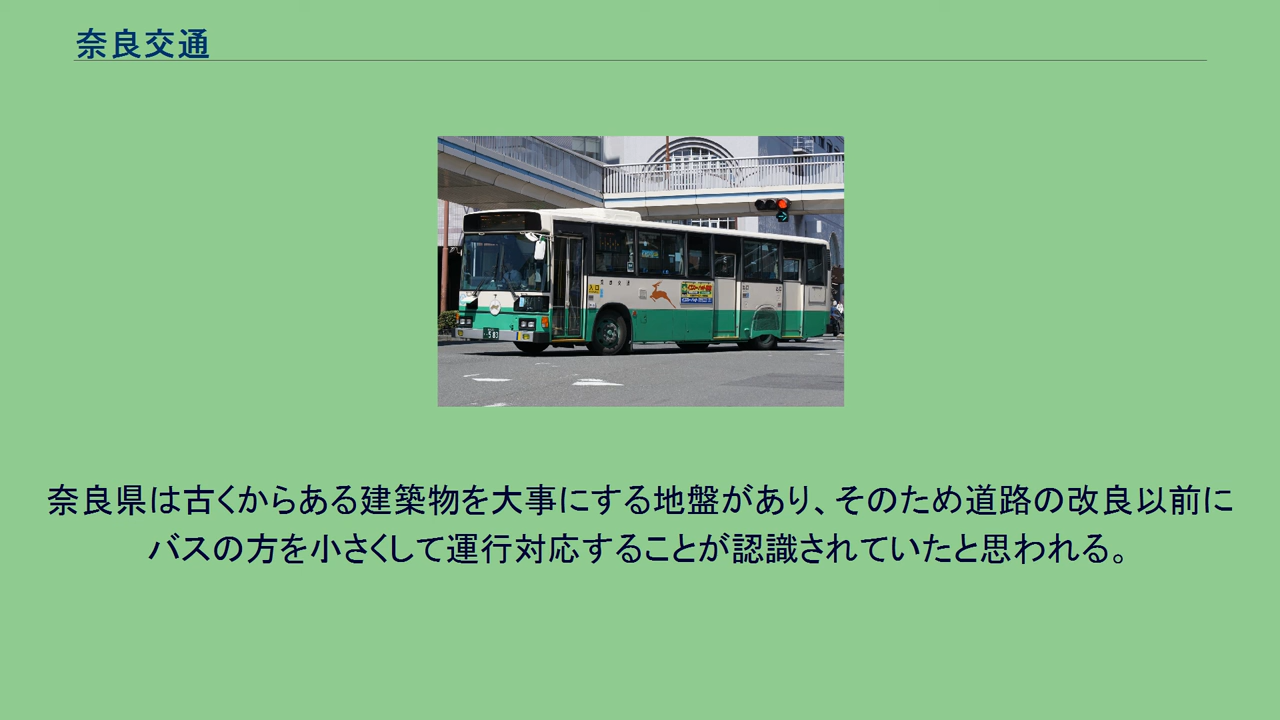 奈良交通
入口
奈良県は古くからある建築物を大事にする地盤があり、そのため道路の改良以前に
バスの方を小さくして運行対応することが認識されていたと思われる。